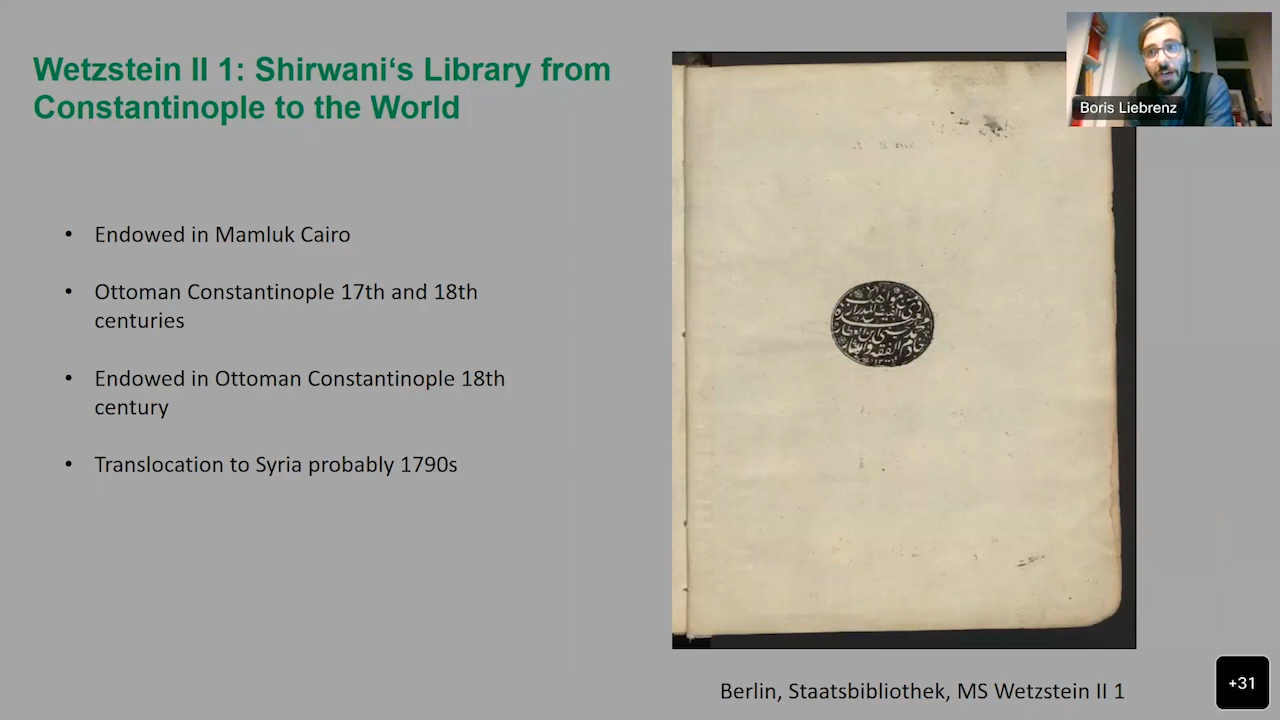 Wetzstein II 1: Shirwani‘s Library from
Constantinople to the World
Boris Liebrenz
• Endowed in Mamluk Cairo
• Ottoman Constantinople 17th and 18th
centuries
• Endowed in Ottoman Constantinople 18th
century
• Translocation to Syria probably 1790s
Berlin, Staatsbibliothek, MS Wetzstein II 1
+31